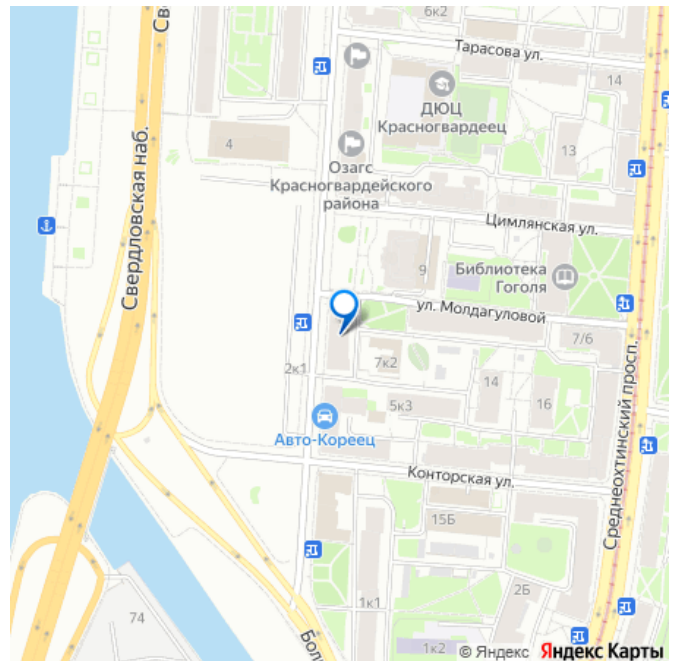 6к2
Св
Тарасова ул.
14
ДЮЦ
Красногвардеец
4
13
Озагс
Красногвардейского
района
Свердловская наб.
Цимлянская ул.
9
Библиотека
Гоголя
ул. Молдагуловой
7/6
7к2
2к1
14
16
5к3
Авто-Кореец
Среднеохтинский просп.
Конторская ул.
15Б
2Б
74
1к1
Бол
1к2
© Яндекс Яндекс Карты